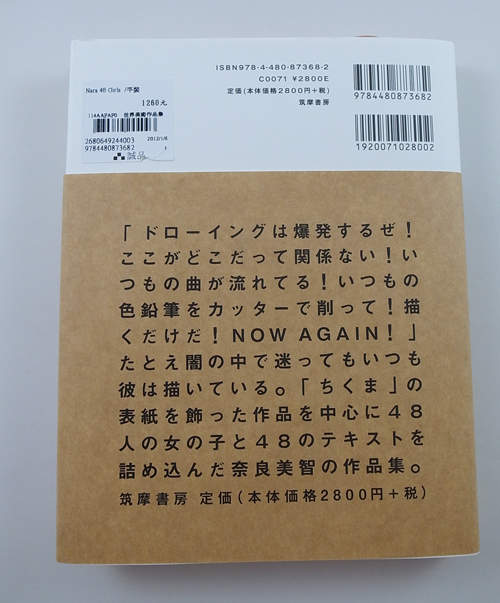 ISBN978-4-480-87368-2
C0071 ¥2800E
定価(本体価格2800円+税)
筑摩書房
9784480873682
1920071028002
Nara 48 Girls /平裝
1260元
世界美術作品集
2680649244003
9784480873682
誠品
「ドローイングは爆発するぜ!
ここがどこだって関係ない!い
つもの曲が流れてる!いつもの
色鉛筆をカッターで削って!描
くだけだ!NOW AGAIN!」
たとえ闇の中で迷ってもいつも
彼は描いている。「ちくま」の
表紙を飾った作品を中心に48
人の女の子と48のテキストを
詰め込んだ奈良美智の作品集。
筑摩書房 定価(本体価格2800円+税)